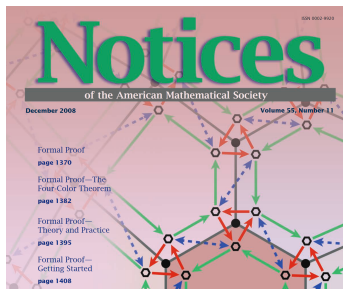 ISSN 0002-9920
Notices
of the American Mathematical Society
December 2008
Volume 55, Number 11
Formal Proof
page 1370
Formal Proof—The
Four-Color Theorem
page 1382
Formal Proof—
Theory and Practice
page 1395
Formal Proof—
Getting Started
page 1408